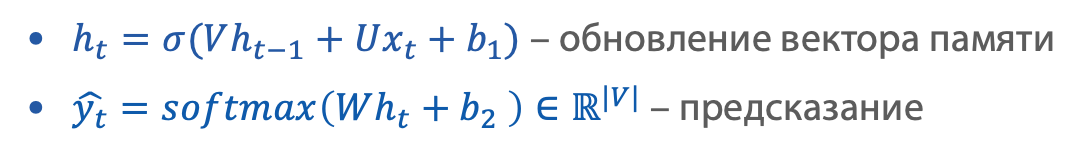 • hₜ = σ(Vhₜ₋₁ + Uxₜ + b₁) – обновление вектора памяти
• ŷₜ = softmax(Whₜ + b₂ ) ∈ ℝ^|V| – предсказание